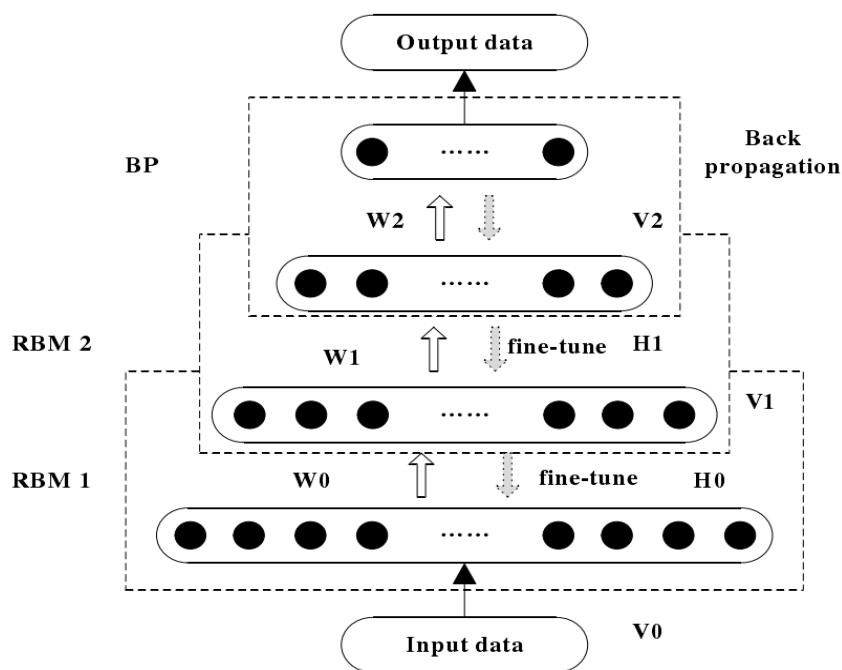 Output data
……
BP
Back
propagation
W2
V2
……
RBM 2
W1
fine-tune
H1
V1
……
RBM 1
W0
fine-tune
H0
……
Input data
V0